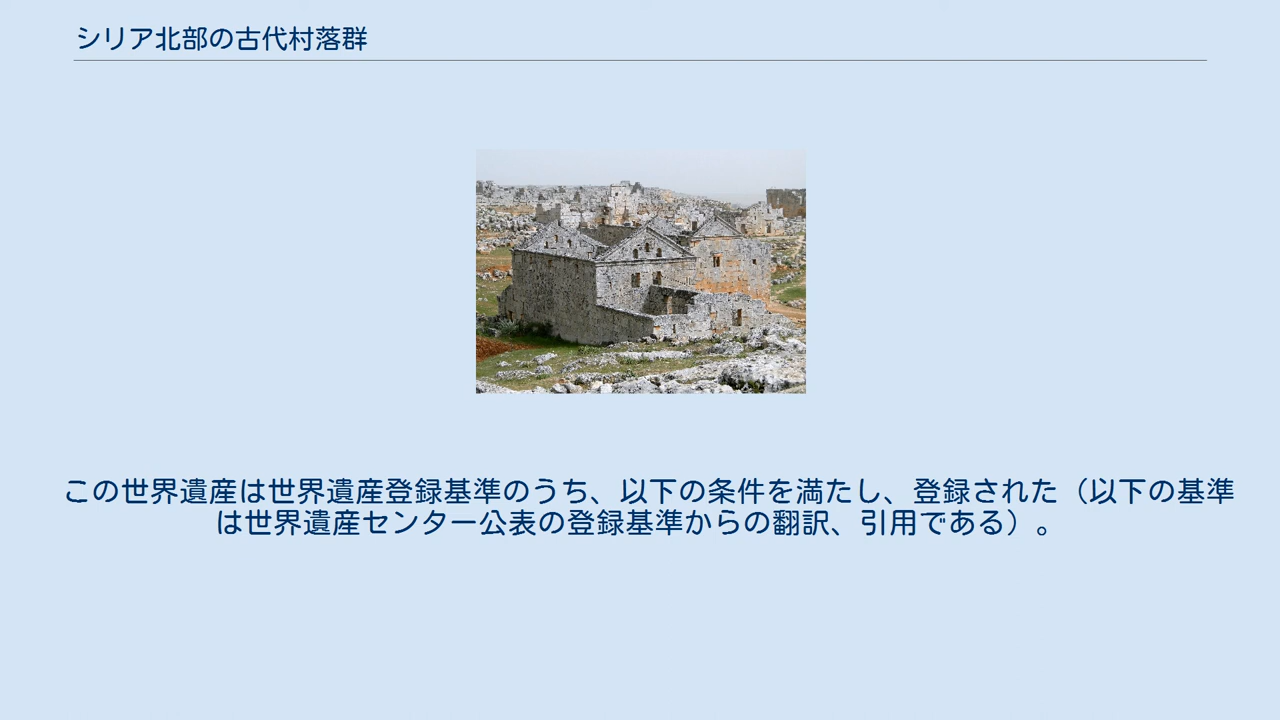 シリア北部の古代村落群
この世界遺産は世界遺産登録基準のうち、以下の条件を満たし、登録された（以下の基準
は世界遺産センター公表の登録基準からの翻訳、引用である）。